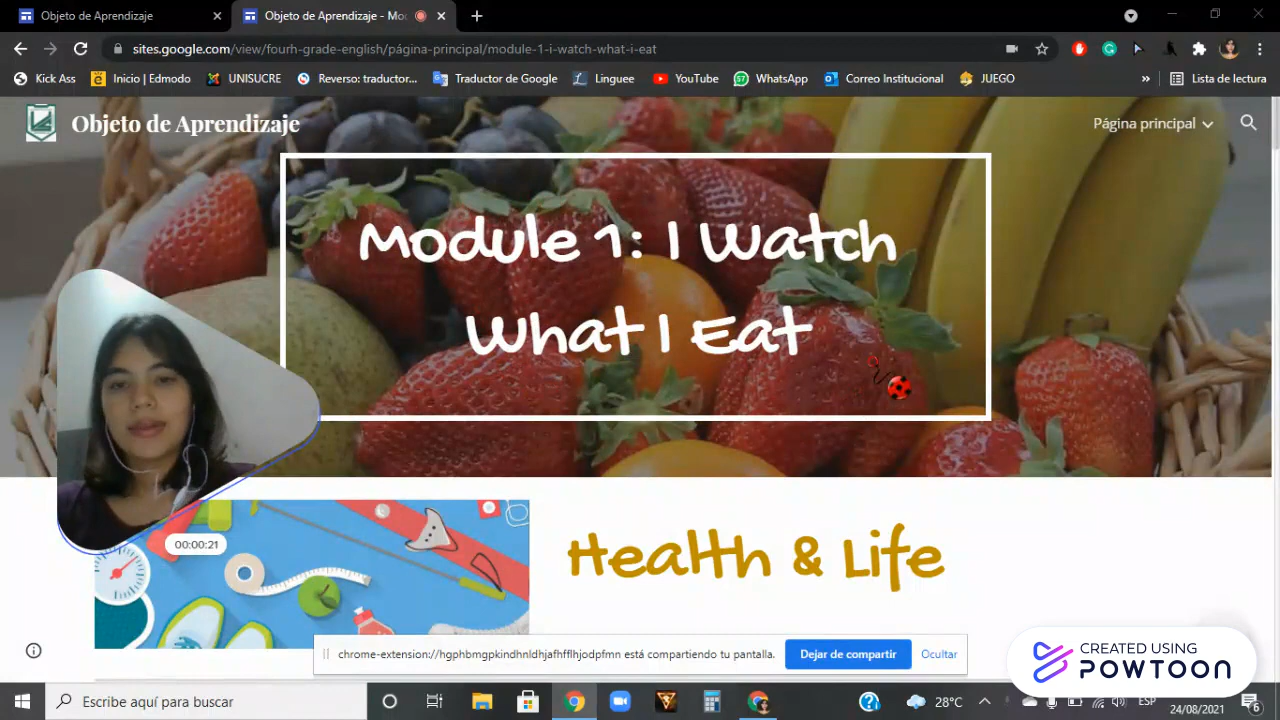 Objeto de Aprendizaje
Objeto de Aprendizaje - Mo
sites.google.com/view/fourh-grade-english/página-principal/module-1-i-watch-what-i-eat
Kick Ass
Inicio | Edmodo
UNISUCRE
Reverso: traductor...
Traductor de Google
Linguee
YouTube
WhatsApp
Correo Institucional
JUEGO
»
Lista de lectura
Objeto de Aprendizaje
Página principal
Module 1: I Watch
What I Eat
00:00:21
Health & Life
chrome-extension://hgphbmgpkindhnldhjafhfflhjodpfmn está compartiendo tu pantalla.
Dejar de compartir
Ocultar
CREATED USING
POWTOON
Escribe aquí para buscar
28°C
ESP
24/08/2021
6